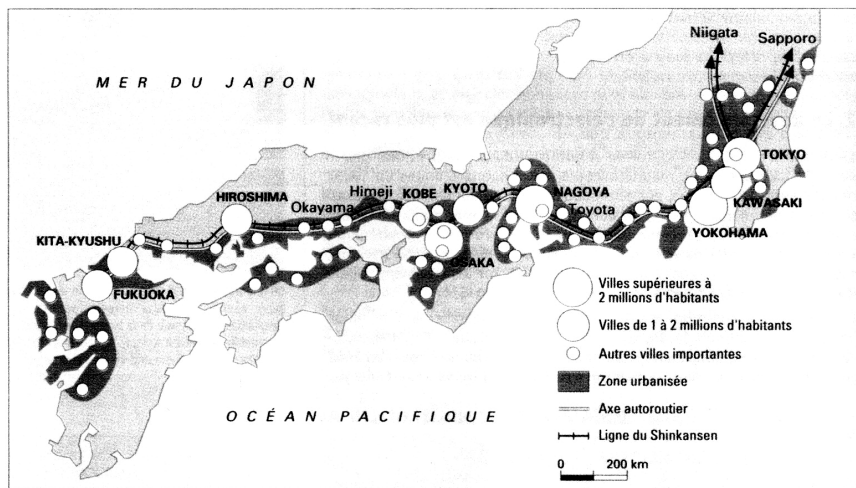 Niigata
Sapporo
MER DU JAPON
TOKYO
HIROSHIMA
Himeji
KOBE
KYOTO
NAGOYA
Okayama
Toyota
KAWASAKI
KITA-KYUSHU
YOKOHAMA
OSAKA
FUKUOKA
Villes supérieures à
2 millions d'habitants
Villes de 1 à 2 millions d'habitants
Autres villes importantes
Zone urbanisée
OCÉAN PACIFIQUE
Axe autoroutier
Ligne du Shinkansen
0 200 km